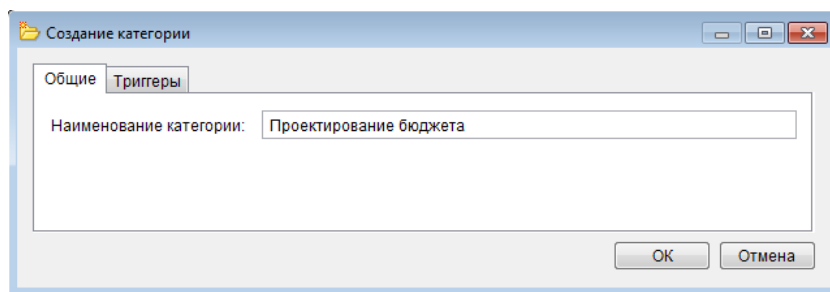 Создание категории
Общие Триггеры
Наименование категории: Проектирование бюджета
ОК Отмена